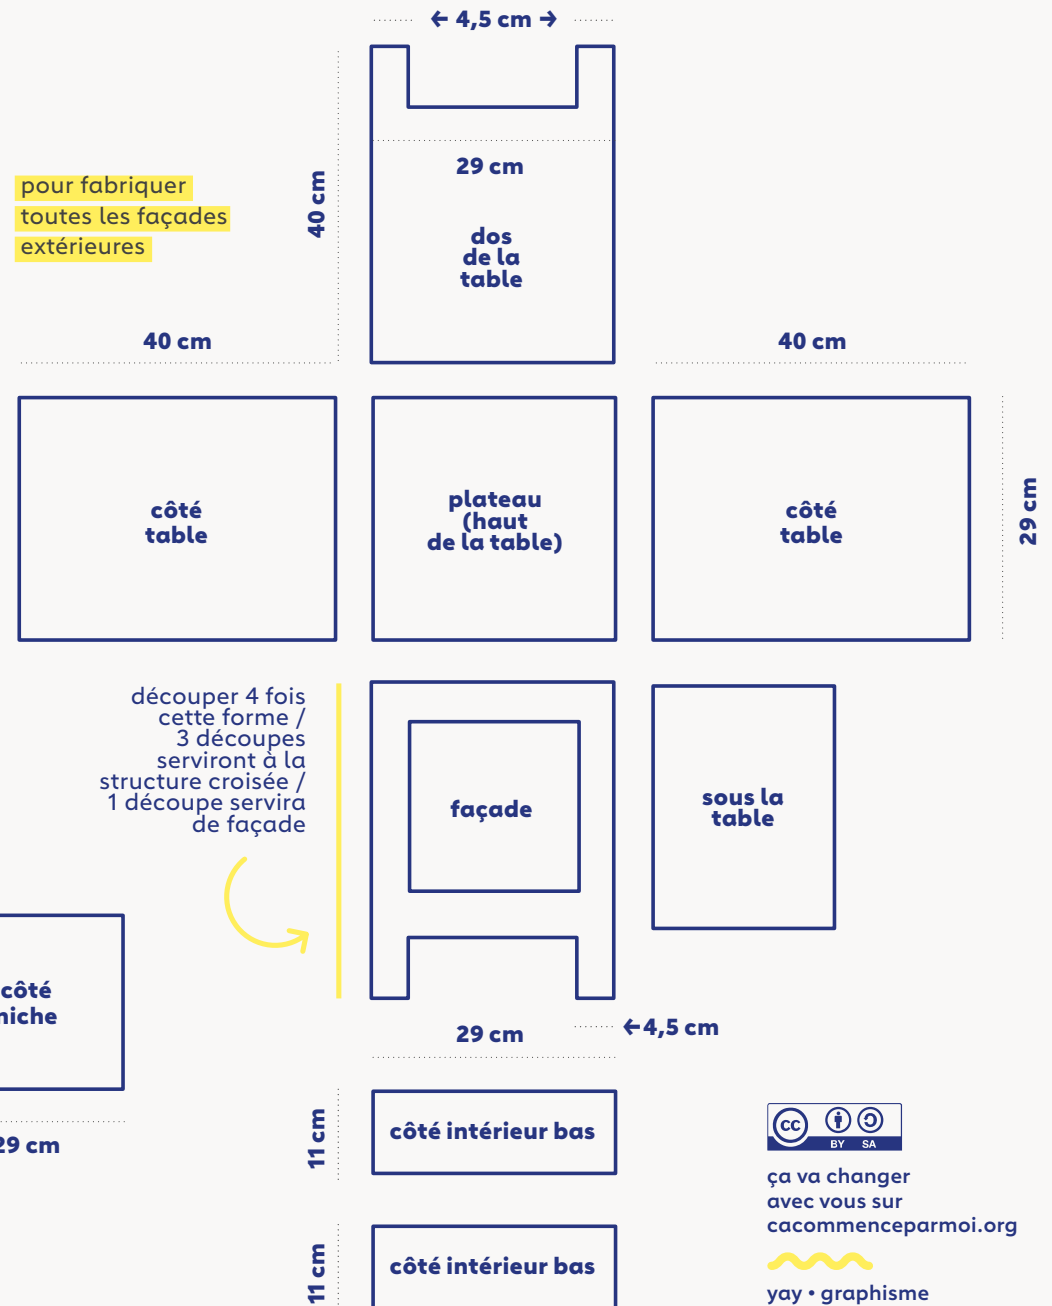 ← 4,5 cm →
29 cm
40 cm
dos
de la
table
pour fabriquer
toutes les façades
extérieures
40 cm
40 cm
côté
table
plateau
(haut
de la table)
côté
table
29 cm
découper 4 fois
cette forme /
3 découpes
serviront à la
structure croisée /
1 découpe servira
de façade
façade
sous la
table
côté
niche
29 cm
29 cm
←4,5 cm
11 cm
côté intérieur bas
11 cm
côté intérieur bas
cc
BY SA
ça va changer
avec vous sur
cacommenceparmoi.org
yay • graphisme